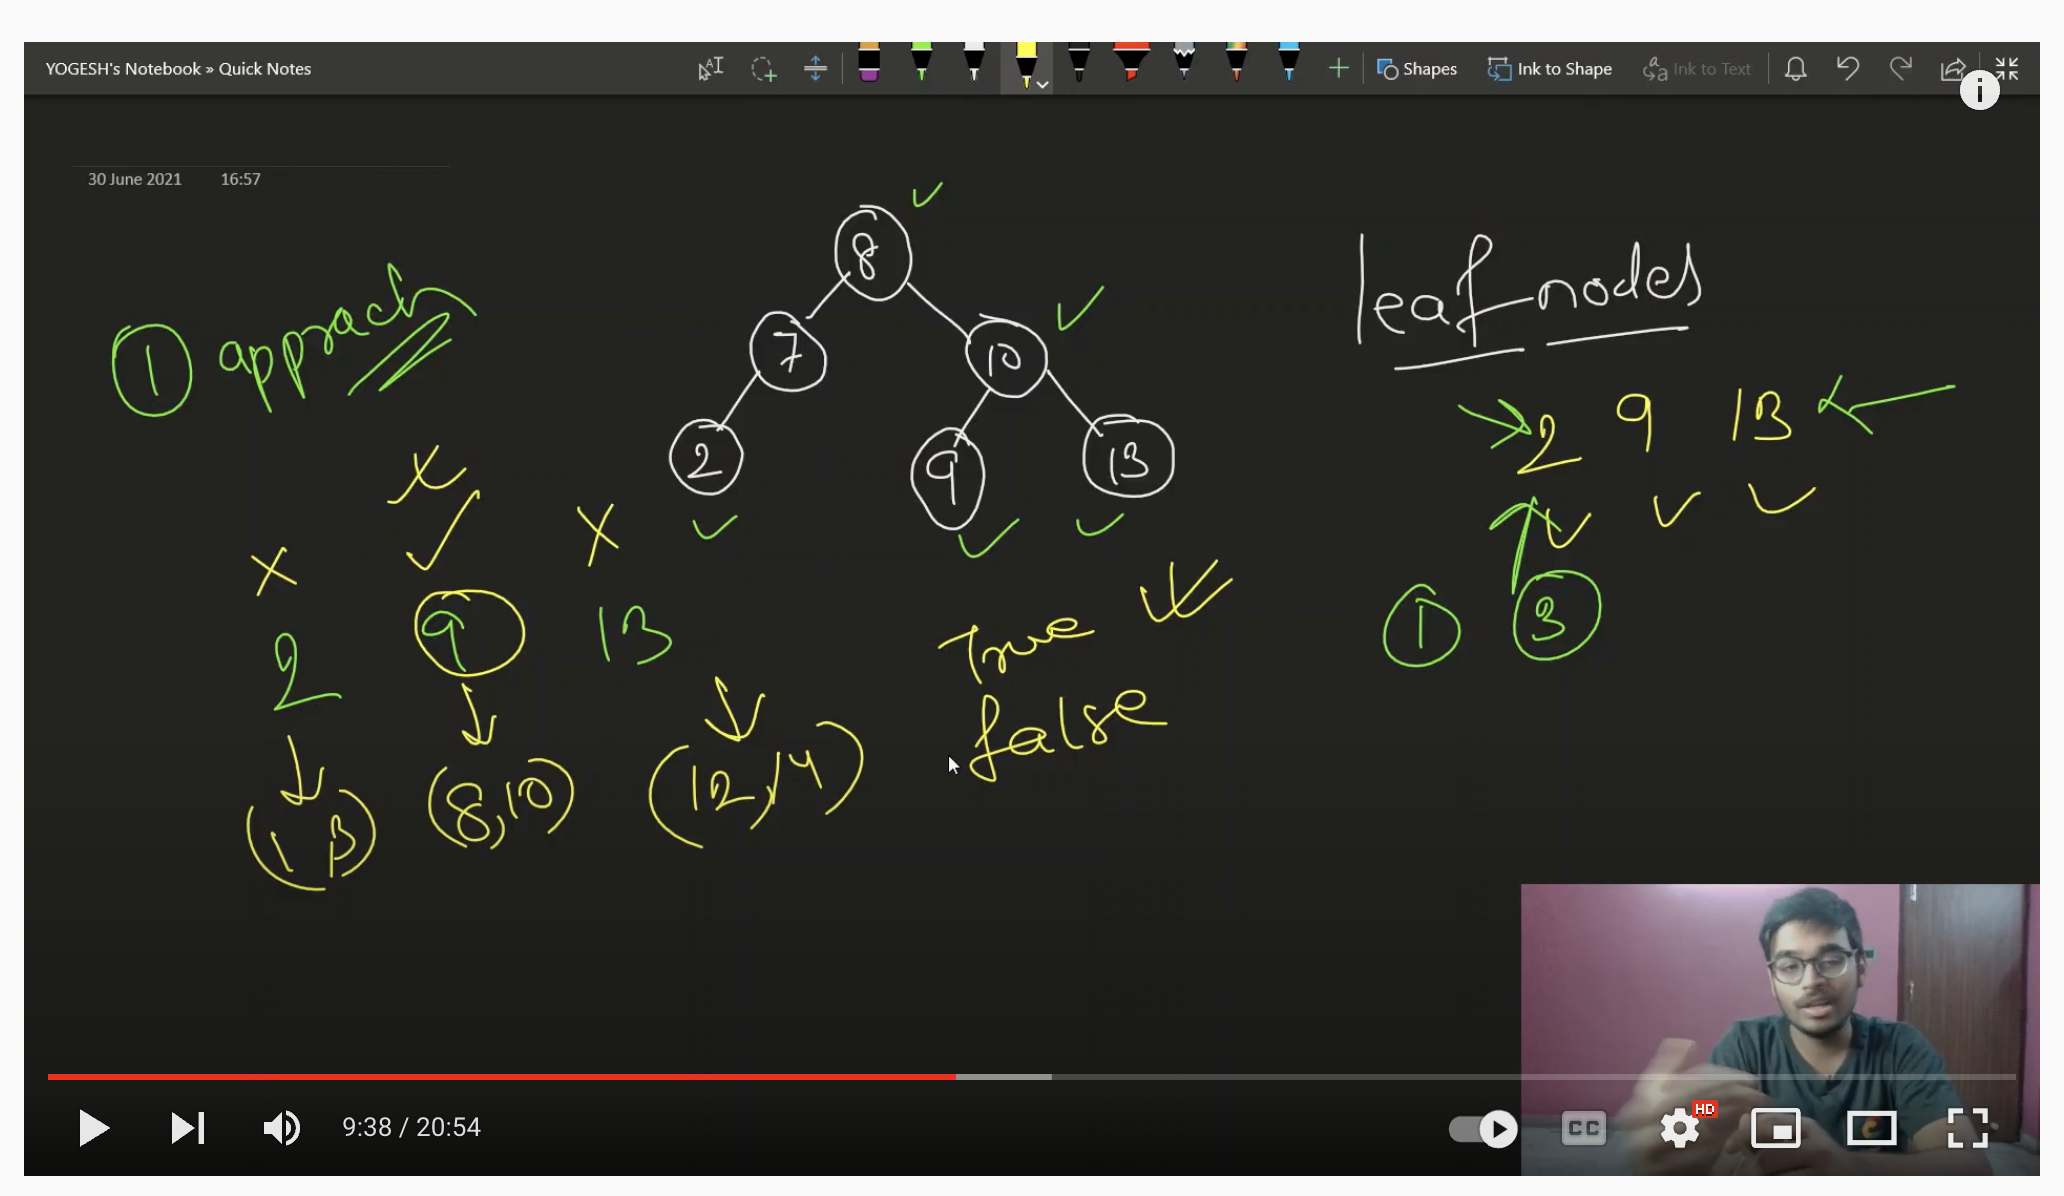 YOGESH's Notebook » Quick Notes
Shapes
Ink to Shape
Ink to Text
i
30 June 2021 16:57
8
7 10
2 9 13
leaf nodes
2 9 13
1 3
1 apprach
2 9 13
(1 3) (8,10) (12,14)
True
false
9:38 / 20:54
CC
HD